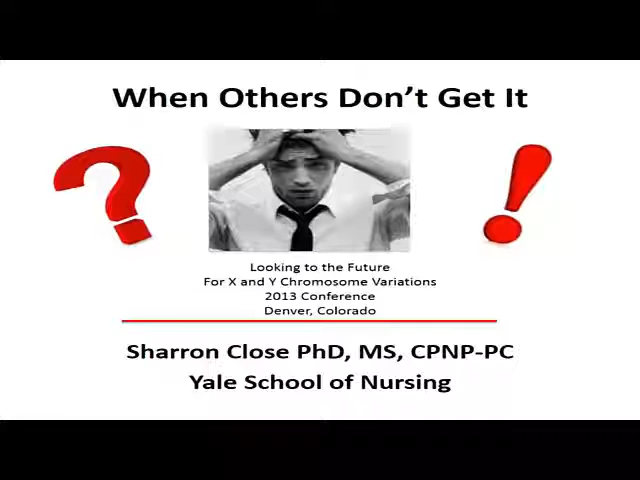 When Others Don't Get It
Looking to the Future
For X and Y Chromosome Variations
2013 Conference
Denver, Colorado
Sharron Close PhD, MS, CPNP-PC
Yale School of Nursing